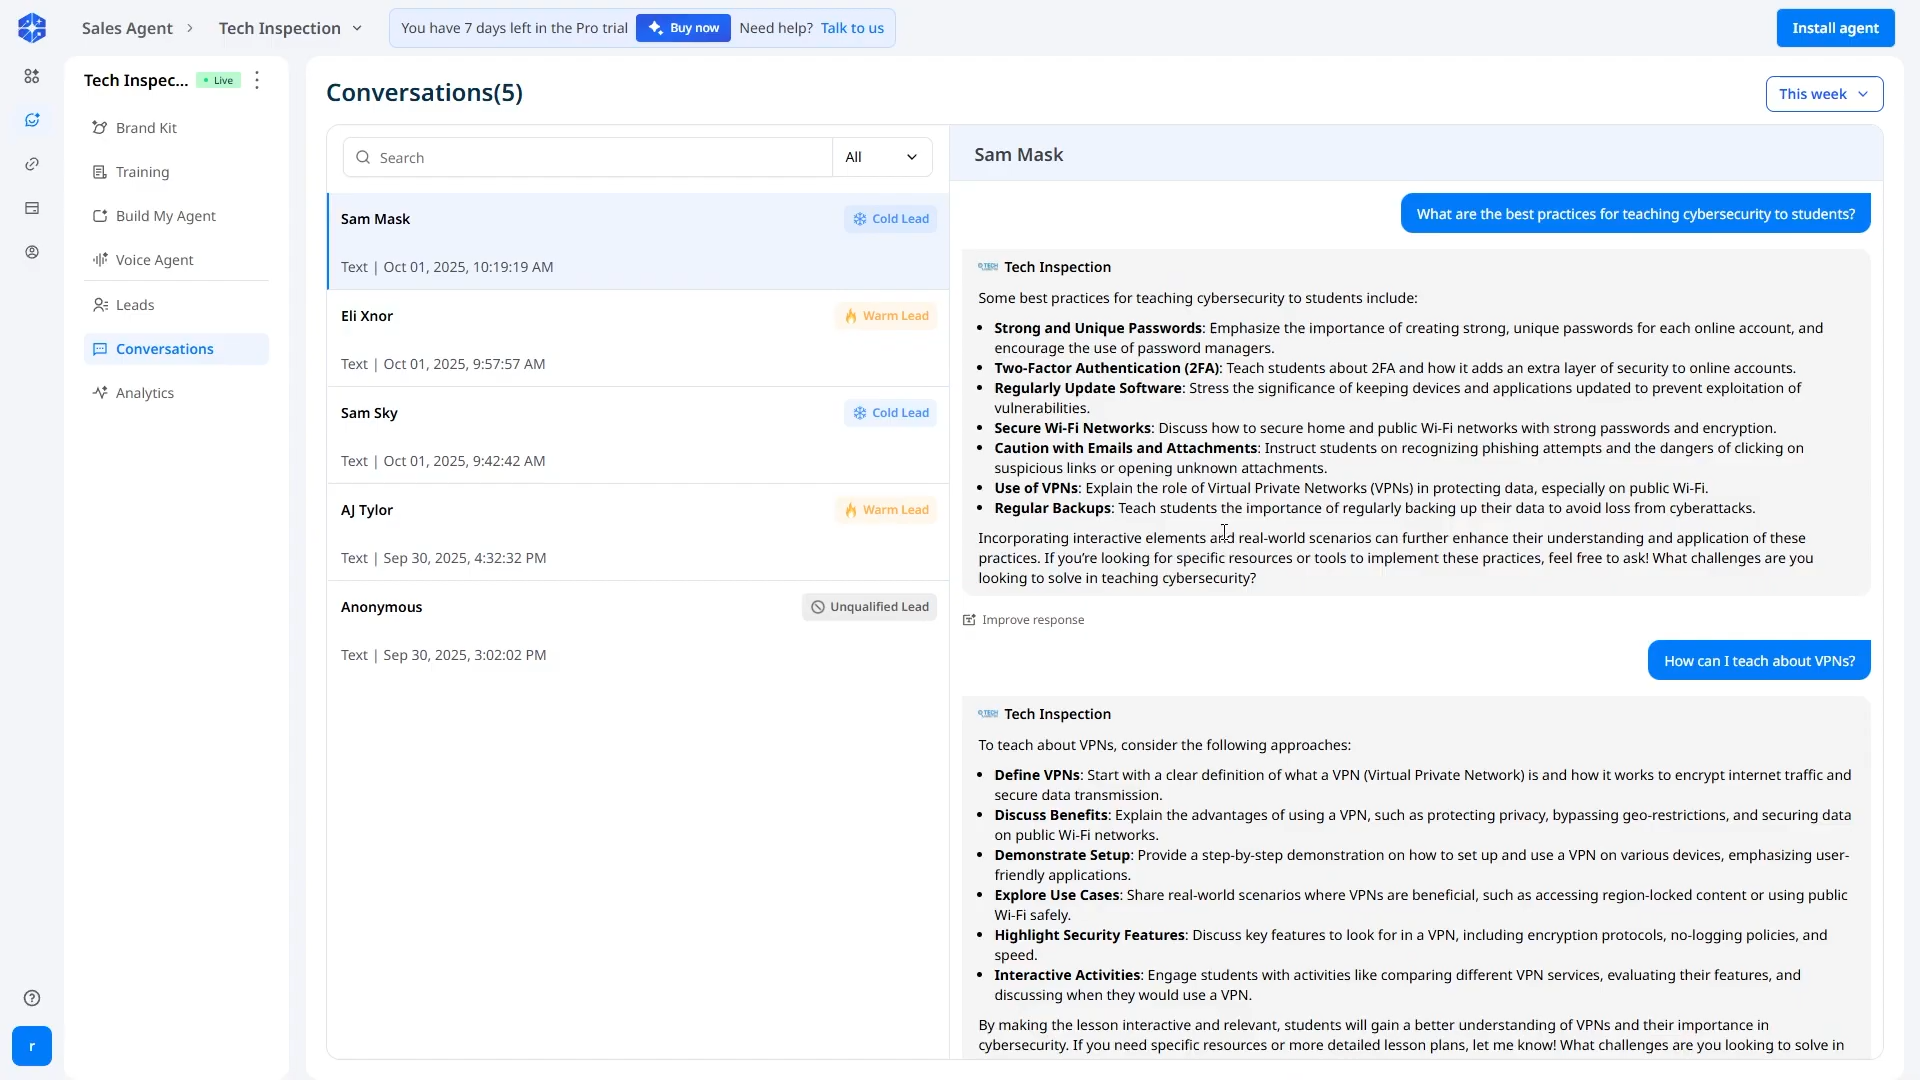 Sales Agent
Tech Inspection
You have 7 days left in the Pro trial
Buy now
Need help?
Talk to us
Install agent
Tech Inspec...
Live
Brand Kit
Training
Build My Agent
Voice Agent
Leads
Conversations
Analytics
r
Conversations(5)
This week
Search
All
Sam Mask
Cold Lead
Text | Oct 01, 2025, 10:19:19 AM
Eli Xnor
Warm Lead
Text | Oct 01, 2025, 9:57:57 AM
Sam Sky
Cold Lead
Text | Oct 01, 2025, 9:42:42 AM
AJ Tylor
Warm Lead
Text | Sep 30, 2025, 4:32:32 PM
Anonymous
Unqualified Lead
Text | Sep 30, 2025, 3:02:02 PM
Sam Mask
What are the best practices for teaching cybersecurity to students?
Tech Inspection
Some best practices for teaching cybersecurity to students include:
• Strong and Unique Passwords: Emphasize the importance of creating strong, unique passwords for each online account, and
encourage the use of password managers.
• Two-Factor Authentication (2FA): Teach students about 2FA and how it adds an extra layer of security to online accounts.
• Regularly Update Software: Stress the significance of keeping devices and applications updated to prevent exploitation of
vulnerabilities.
• Secure Wi-Fi Networks: Discuss how to secure home and public Wi-Fi networks with strong passwords and encryption.
• Caution with Emails and Attachments: Instruct students on recognizing phishing attempts and the dangers of clicking on
suspicious links or opening unknown attachments.
• Use of VPNs: Explain the role of Virtual Private Networks (VPNs) in protecting data, especially on public Wi-Fi.
• Regular Backups: Teach students the importance of regularly backing up their data to avoid loss from cyberattacks.
Incorporating interactive elements and real-world scenarios can further enhance their understanding and application of these
practices. If you’re looking for specific resources or tools to implement these practices, feel free to ask! What challenges are you
looking to solve in teaching cybersecurity?
Improve response
How can I teach about VPNs?
Tech Inspection
To teach about VPNs, consider the following approaches:
• Define VPNs: Start with a clear definition of what a VPN (Virtual Private Network) is and how it works to encrypt internet traffic and
secure data transmission.
• Discuss Benefits: Explain the advantages of using a VPN, such as protecting privacy, bypassing geo-restrictions, and securing data
on public Wi-Fi networks.
• Demonstrate Setup: Provide a step-by-step demonstration on how to set up and use a VPN on various devices, emphasizing user-
friendly applications.
• Explore Use Cases: Share real-world scenarios where VPNs are beneficial, such as accessing region-locked content or using public
Wi-Fi safely.
• Highlight Security Features: Discuss key features to look for in a VPN, including encryption protocols, no-logging policies, and
speed.
• Interactive Activities: Engage students with activities like comparing different VPN services, evaluating their features, and
discussing when they would use a VPN.
By making the lesson interactive and relevant, students will gain a better understanding of VPNs and their importance in
cybersecurity. If you need specific resources or more detailed lesson plans, let me know! What challenges are you looking to solve in